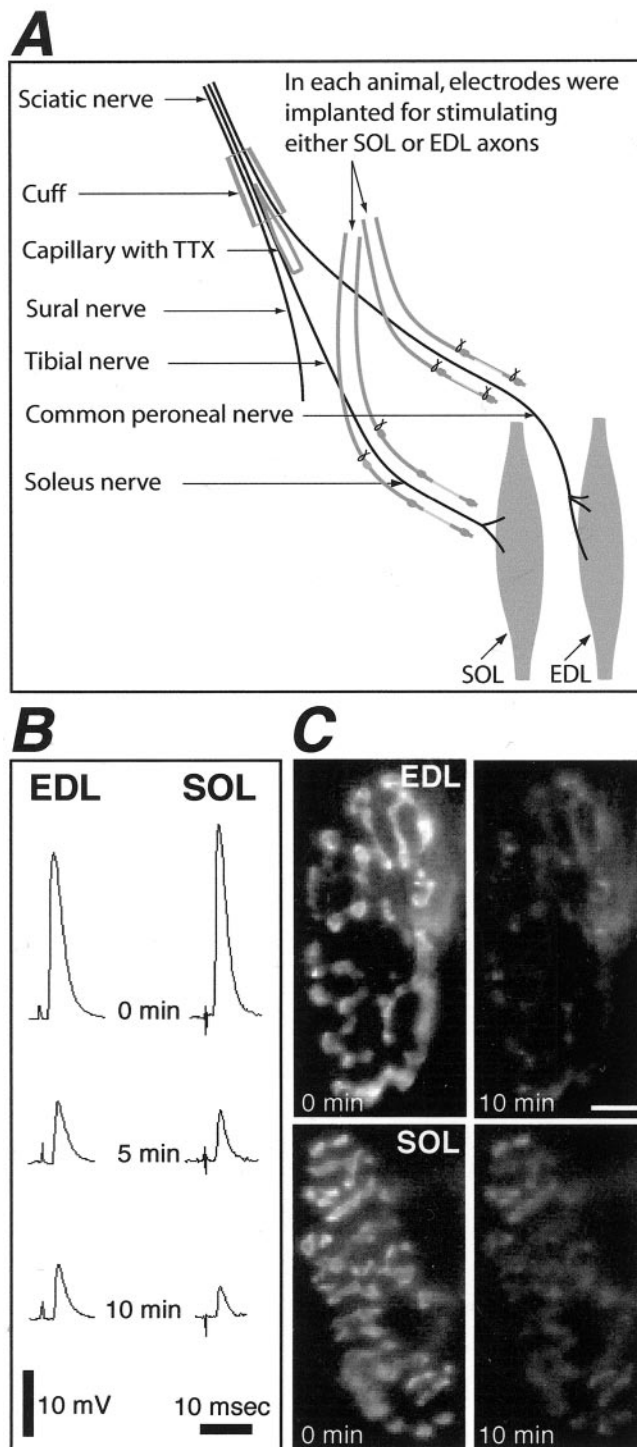 A
In each animal, electrodes were
implanted for stimulating
either SOL or EDL axons
Sciatic nerve
Cuff
Capillary with TTX
Sural nerve
Tibial nerve
Common peroneal nerve
Soleus nerve
SOL
EDL
B
EDL SOL
0 min
5 min
10 min
10 mV
10 msec
C
EDL
0 min
10 min
SOL
0 min
10 min